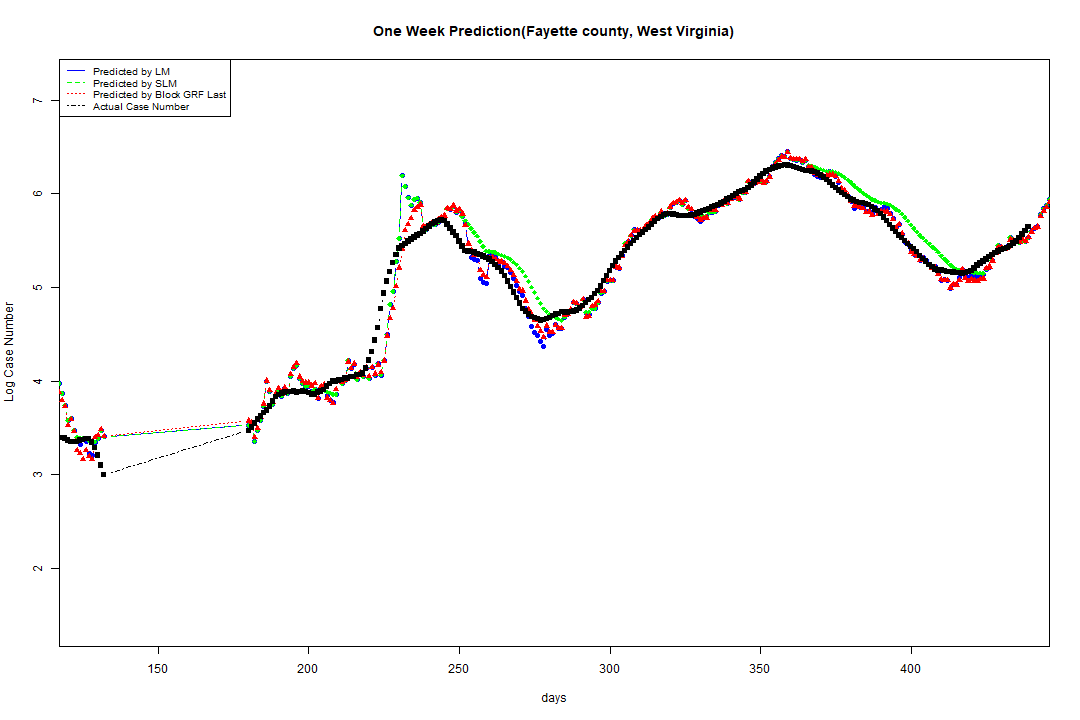 One Week Prediction(Fayette county, West Virginia)
Predicted by LM
Predicted by SLM
Predicted by Block GRF Last
Actual Case Number
Log Case Number
7
6
5
4
3
2
150 200 250 300 350 400
days